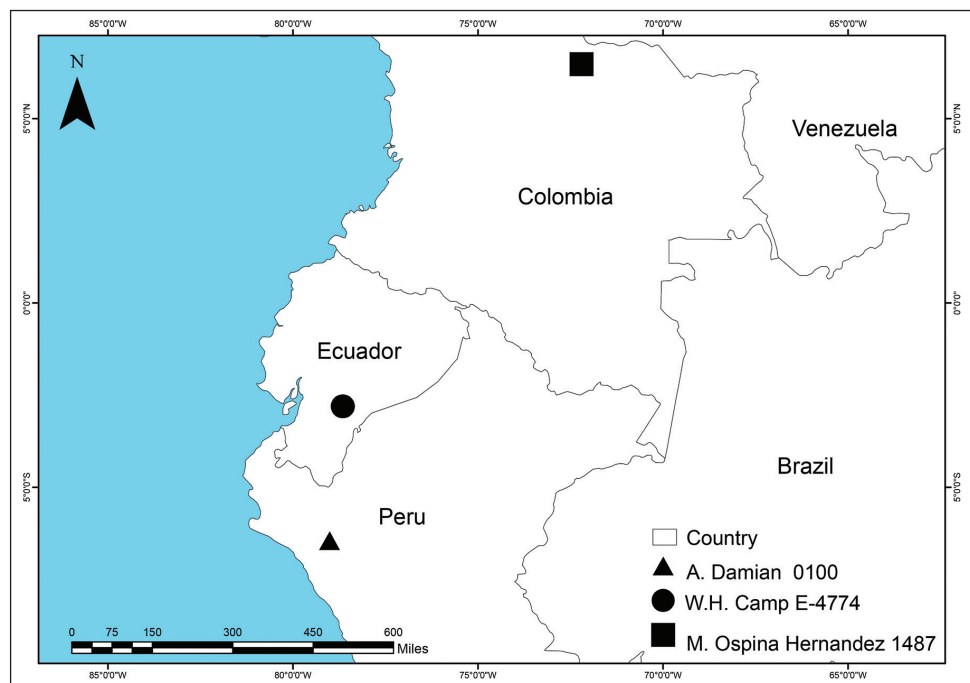 85°0'0"W 80°0'0"W 75°0'0"W 70°0'0"W 65°0'0"W
N
5°0'0"N 5°0'0"N
Venezuela
Colombia
0°0'0" 0°0'0"
Ecuador
Brazil
5°0'0"S 5°0'0"S
Peru
Country
A. Damian 0100
W.H. Camp E-4774
M. Ospina Hernandez 1487
0 75 150 300 450 600
Miles
85°0'0"W 80°0'0"W 75°0'0"W 70°0'0"W 65°0'0"W